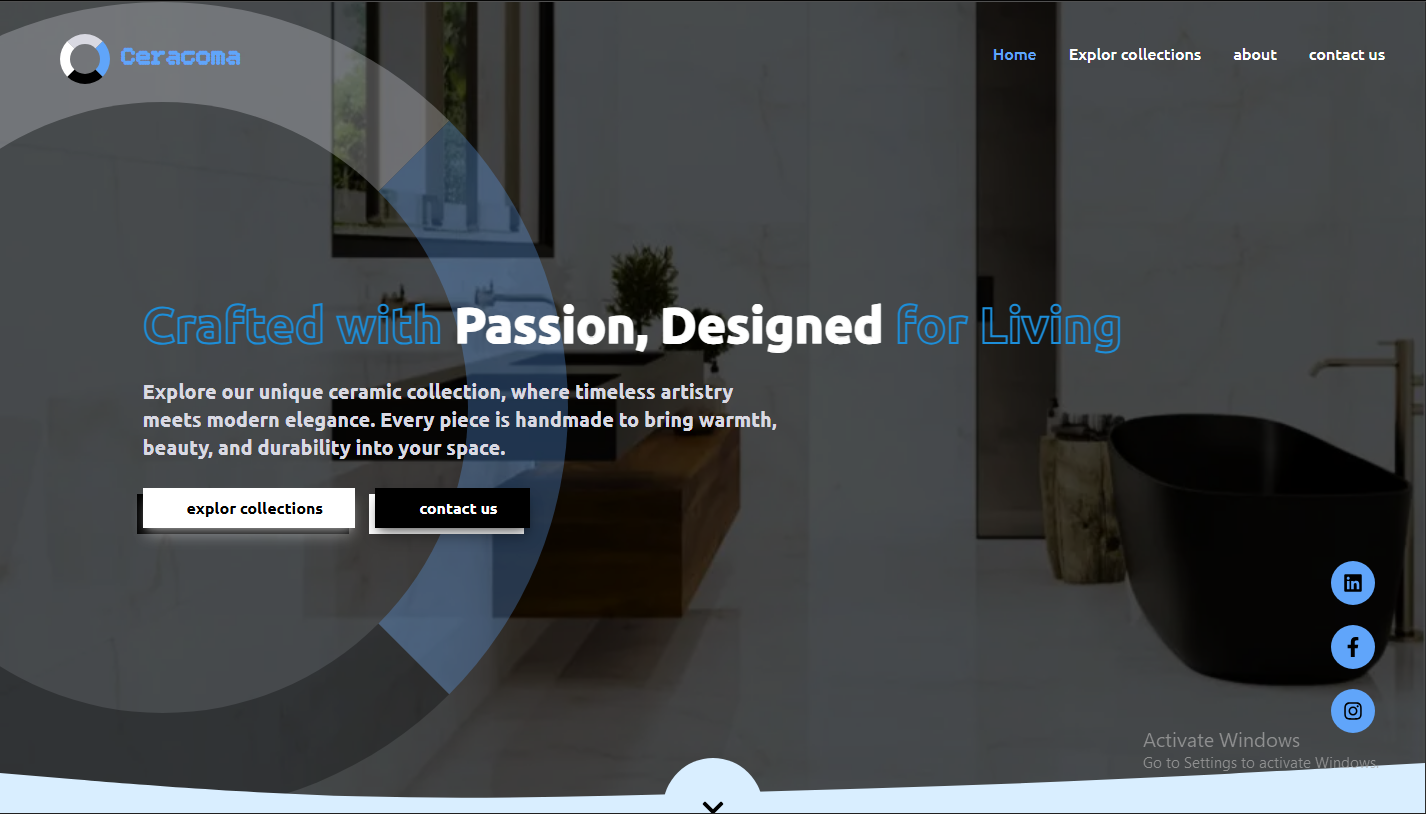 Ceracoma
Home
Explor collections
about
contact us
Crafted with Passion, Designed for Living
Explore our unique ceramic collection, where timeless artistry
meets modern elegance. Every piece is handmade to bring warmth,
beauty, and durability into your space.
explor collections
contact us
Activate Windows
Go to Settings to activate Windows.